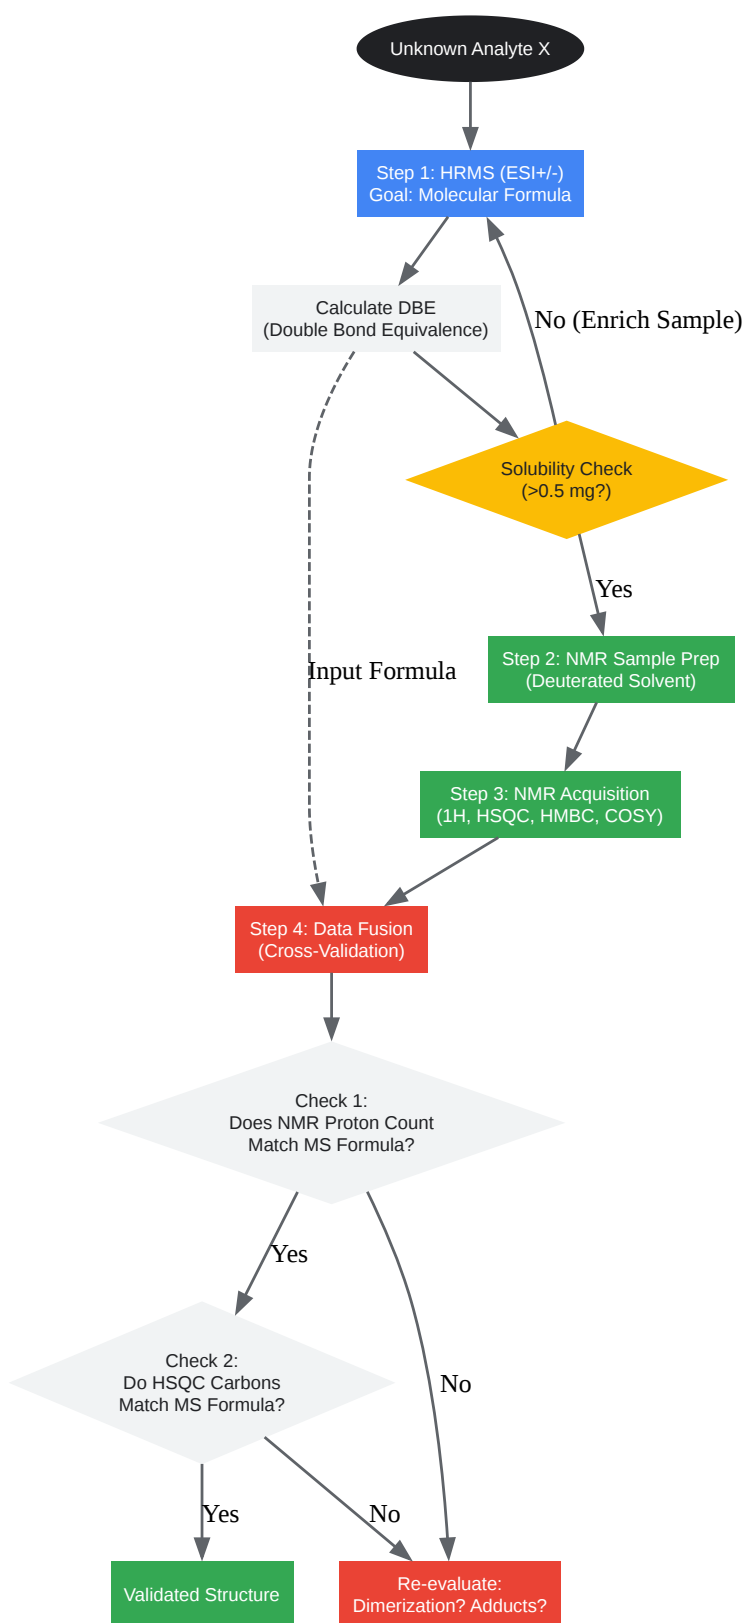 Unknown Analyte X
Step 1: HRMS (ESI+/-)
Goal: Molecular Formula
Calculate DBE
(Double Bond Equivalence)
No (Enrich Sample)
Solubility Check
(>0.5 mg?)
Yes
Step 2: NMR Sample Prep
(Deuterated Solvent)
Input Formula
Step 3: NMR Acquisition
(1H, HSQC, HMBC, COSY)
Step 4: Data Fusion
(Cross-Validation)
Check 1:
Does NMR Proton Count
Match MS Formula?
Yes
Check 2:
Do HSQC Carbons
Match MS Formula?
No
Yes
No
Validated Structure
Re-evaluate:
Dimerization? Adducts?